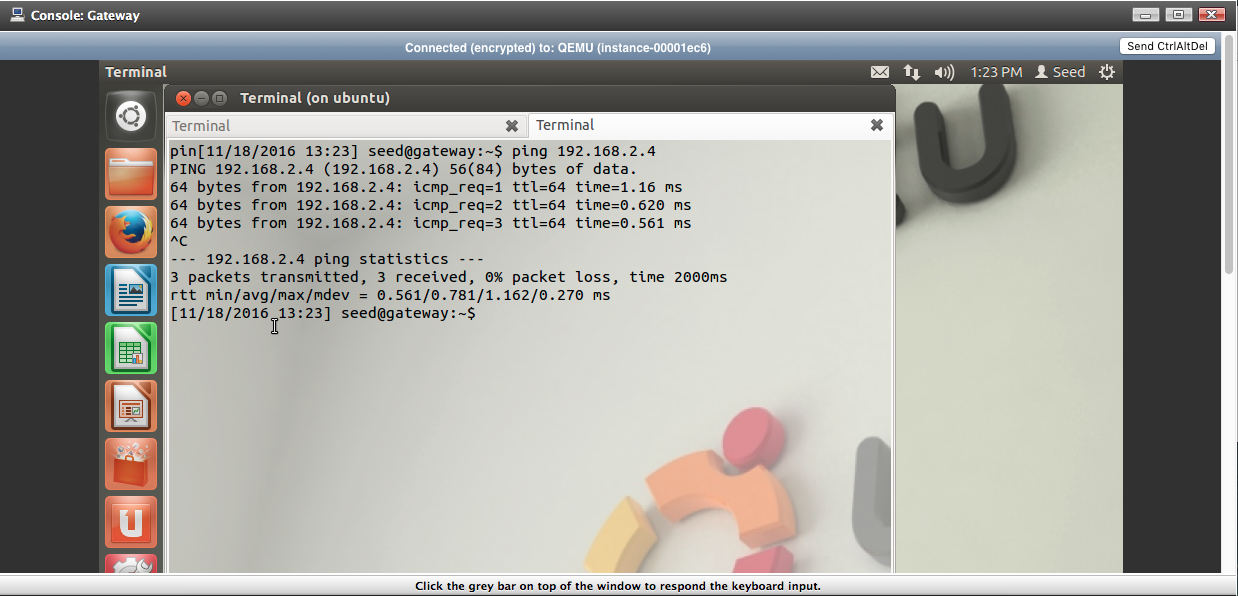 Console: Gateway
Connected (encrypted) to: QEMU (instance-00001ec6)
Send CtrlAltDel
Terminal
1:23 PM Seed
Terminal (on ubuntu)
Terminal
Terminal
pin[11/18/2016 13:23] seed@gateway:~$ ping 192.168.2.4
PING 192.168.2.4 (192.168.2.4) 56(84) bytes of data.
64 bytes from 192.168.2.4: icmp_req=1 ttl=64 time=1.16 ms
64 bytes from 192.168.2.4: icmp_req=2 ttl=64 time=0.620 ms
64 bytes from 192.168.2.4: icmp_req=3 ttl=64 time=0.561 ms
^C
--- 192.168.2.4 ping statistics ---
3 packets transmitted, 3 received, 0% packet loss, time 2000ms
rtt min/avg/max/mdev = 0.561/0.781/1.162/0.270 ms
[11/18/2016 13:23] seed@gateway:~$
Click the grey bar on top of the window to respond the keyboard input.